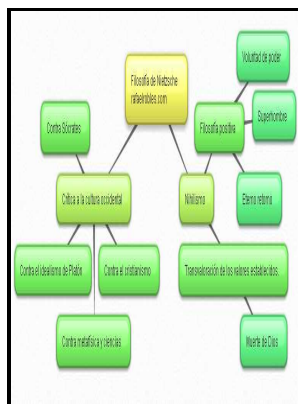 Voluntad de poder
Filosofía de Nietzsche
rafaelrobles.com
Superhombre
Contra Sócrates
Filosofía positiva
Crítica a la cultura occidental
Nihilismo
Eterno retorno
Contra el idealismo de Platón
Contra el cristianismo
Transvaloración de los valores establecidos
Contra metafísica y ciencias
Muerte de Dios